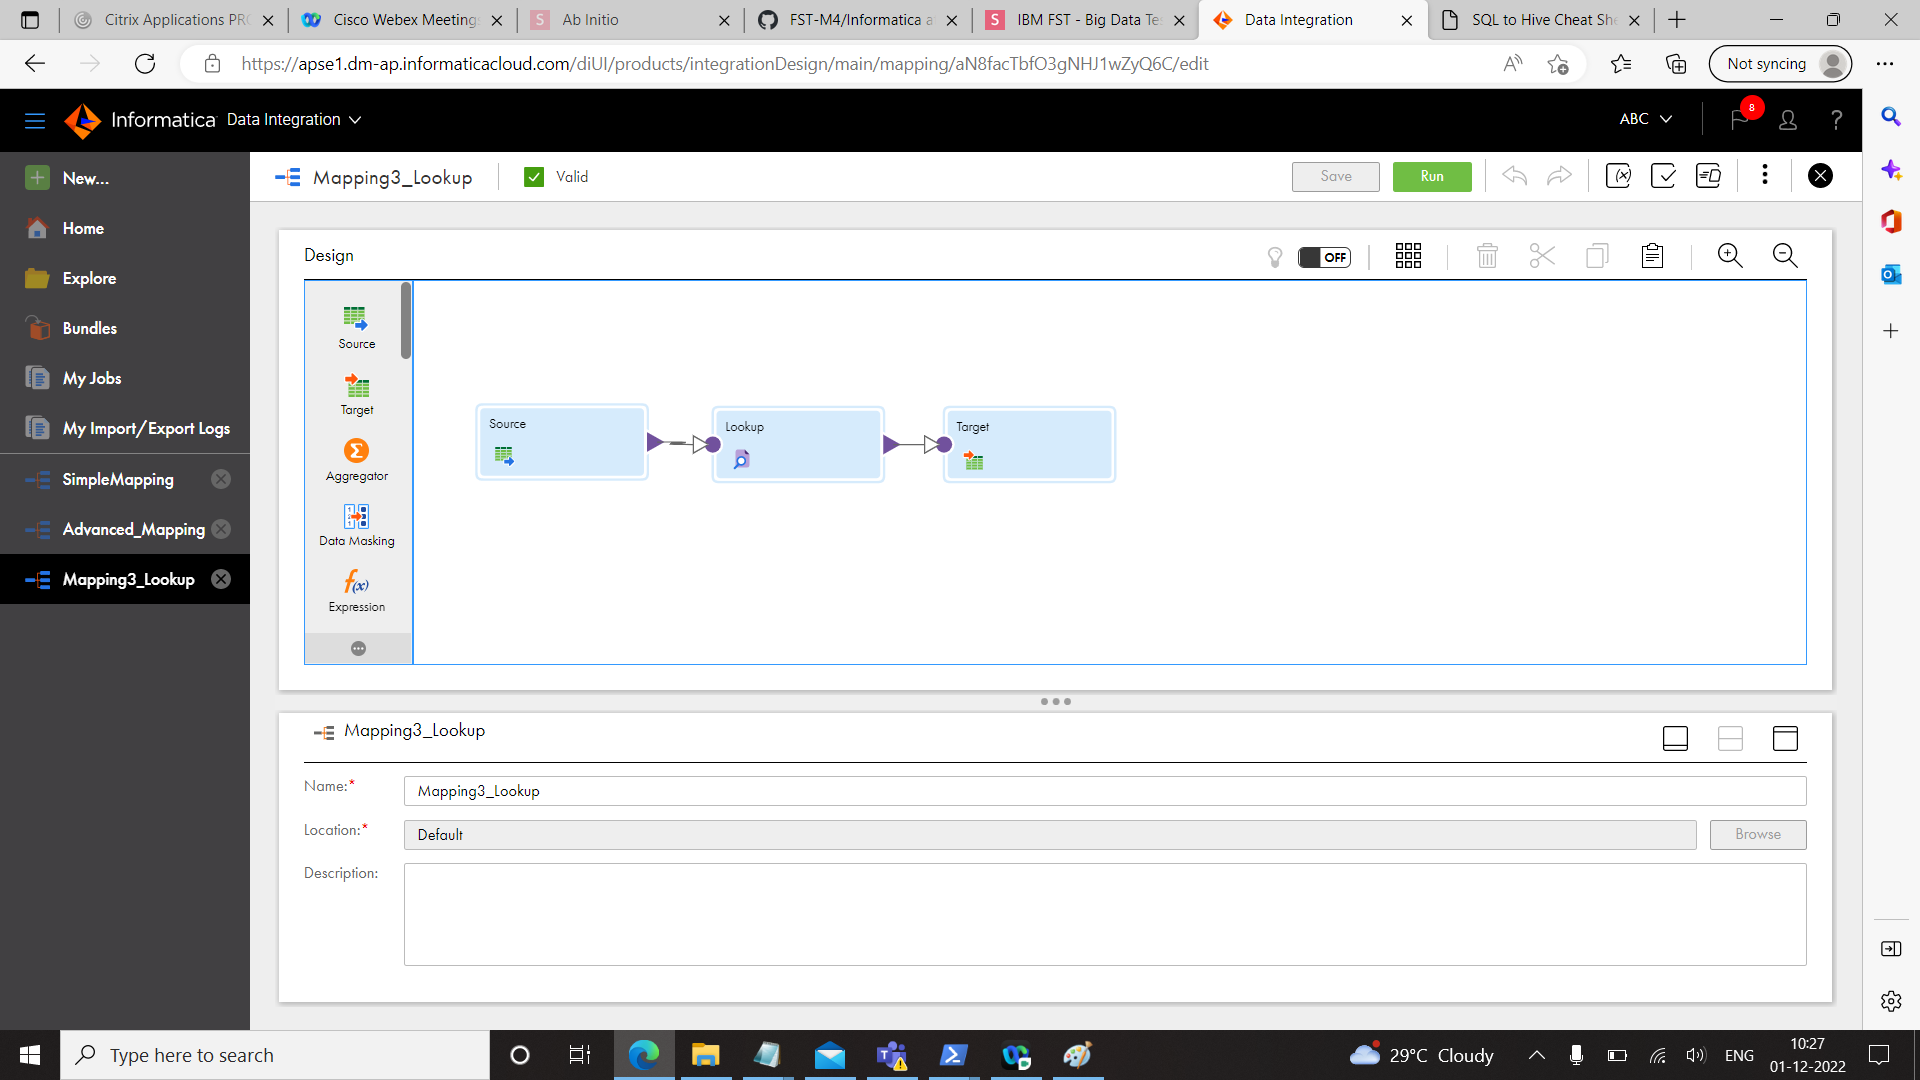 Citrix Applications PRO
Cisco Webex Meetings
Ab Initio
FST-M4/Informatica a
IBM FST - Big Data Te
Data Integration
SQL to Hive Cheat She
https://apse1.dm-ap.informaticacloud.com/diUI/products/integrationDesign/main/mapping/aN8facTbfO3gNHJ1wZyQ6C/edit
Not syncing
Informatica Data Integration
ABC
8
?
New...
Home
Explore
Bundles
My Jobs
My Import/Export Logs
SimpleMapping
Advanced_Mapping
Mapping3_Lookup
Mapping3_Lookup
Valid
Save
Run
Design
OFF
Source
Target
Aggregator
Data Masking
Expression
Source
Lookup
Target
Mapping3_Lookup
Name:*
Mapping3_Lookup
Location:*
Default
Browse
Description:
Type here to search
29°C Cloudy
ENG
10:27
01-12-2022